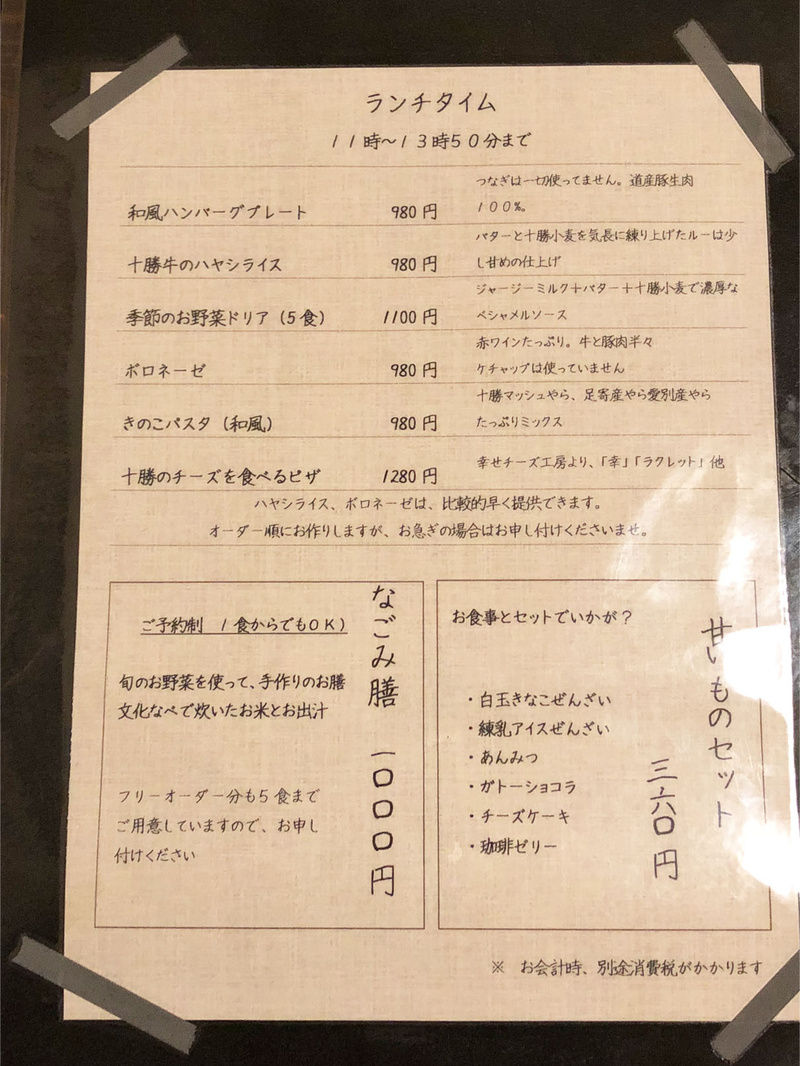 ランチタイム
１１時〜１３時５０分まで
和風ハンバーグプレート 980 円 つなぎは一切使ってません。道産豚生肉
１００%。
十勝牛のハヤシライス 980 円 バターと十勝小麦を気長に練り上げたルーは少
し甘めの仕上げ
季節のお野菜ドリア（5 食） 1100 円 ジャージーミルク＋バター＋十勝小麦で濃厚な
ベシャメルソース
ボロネーゼ 980 円 赤ワインたっぷり。牛と豚肉半々
ケチャップは使っていません
きのこパスタ（和風） 980 円 十勝マッシュやら、足寄産やら愛別産やら
たっぷりミックス
十勝のチーズを食べるピザ 1280 円 幸せチーズ工房より、「幸」「ラクレット」他
ハヤシライス、ボロネーゼは、比較的早く提供できます。
オーダー順にお作りしますが、お急ぎの場合はお申し付けくださいませ。
なごみ膳 一〇〇〇円
ご予約制 １食からでもＯＫ）
旬のお野菜を使って、手作りのお膳
文化なべで炊いたお米とお出汁
フリーオーダー分も５食まで
ご用意していますので、お申し
付けください
甘いものセット
三六〇円
お食事とセットでいかが？
・白玉きなこぜんざい
・練乳アイスぜんざい
・あんみつ
・ガトーショコラ
・チーズケーキ
・珈琲ゼリー
※ お会計時、別途消費税がかかります